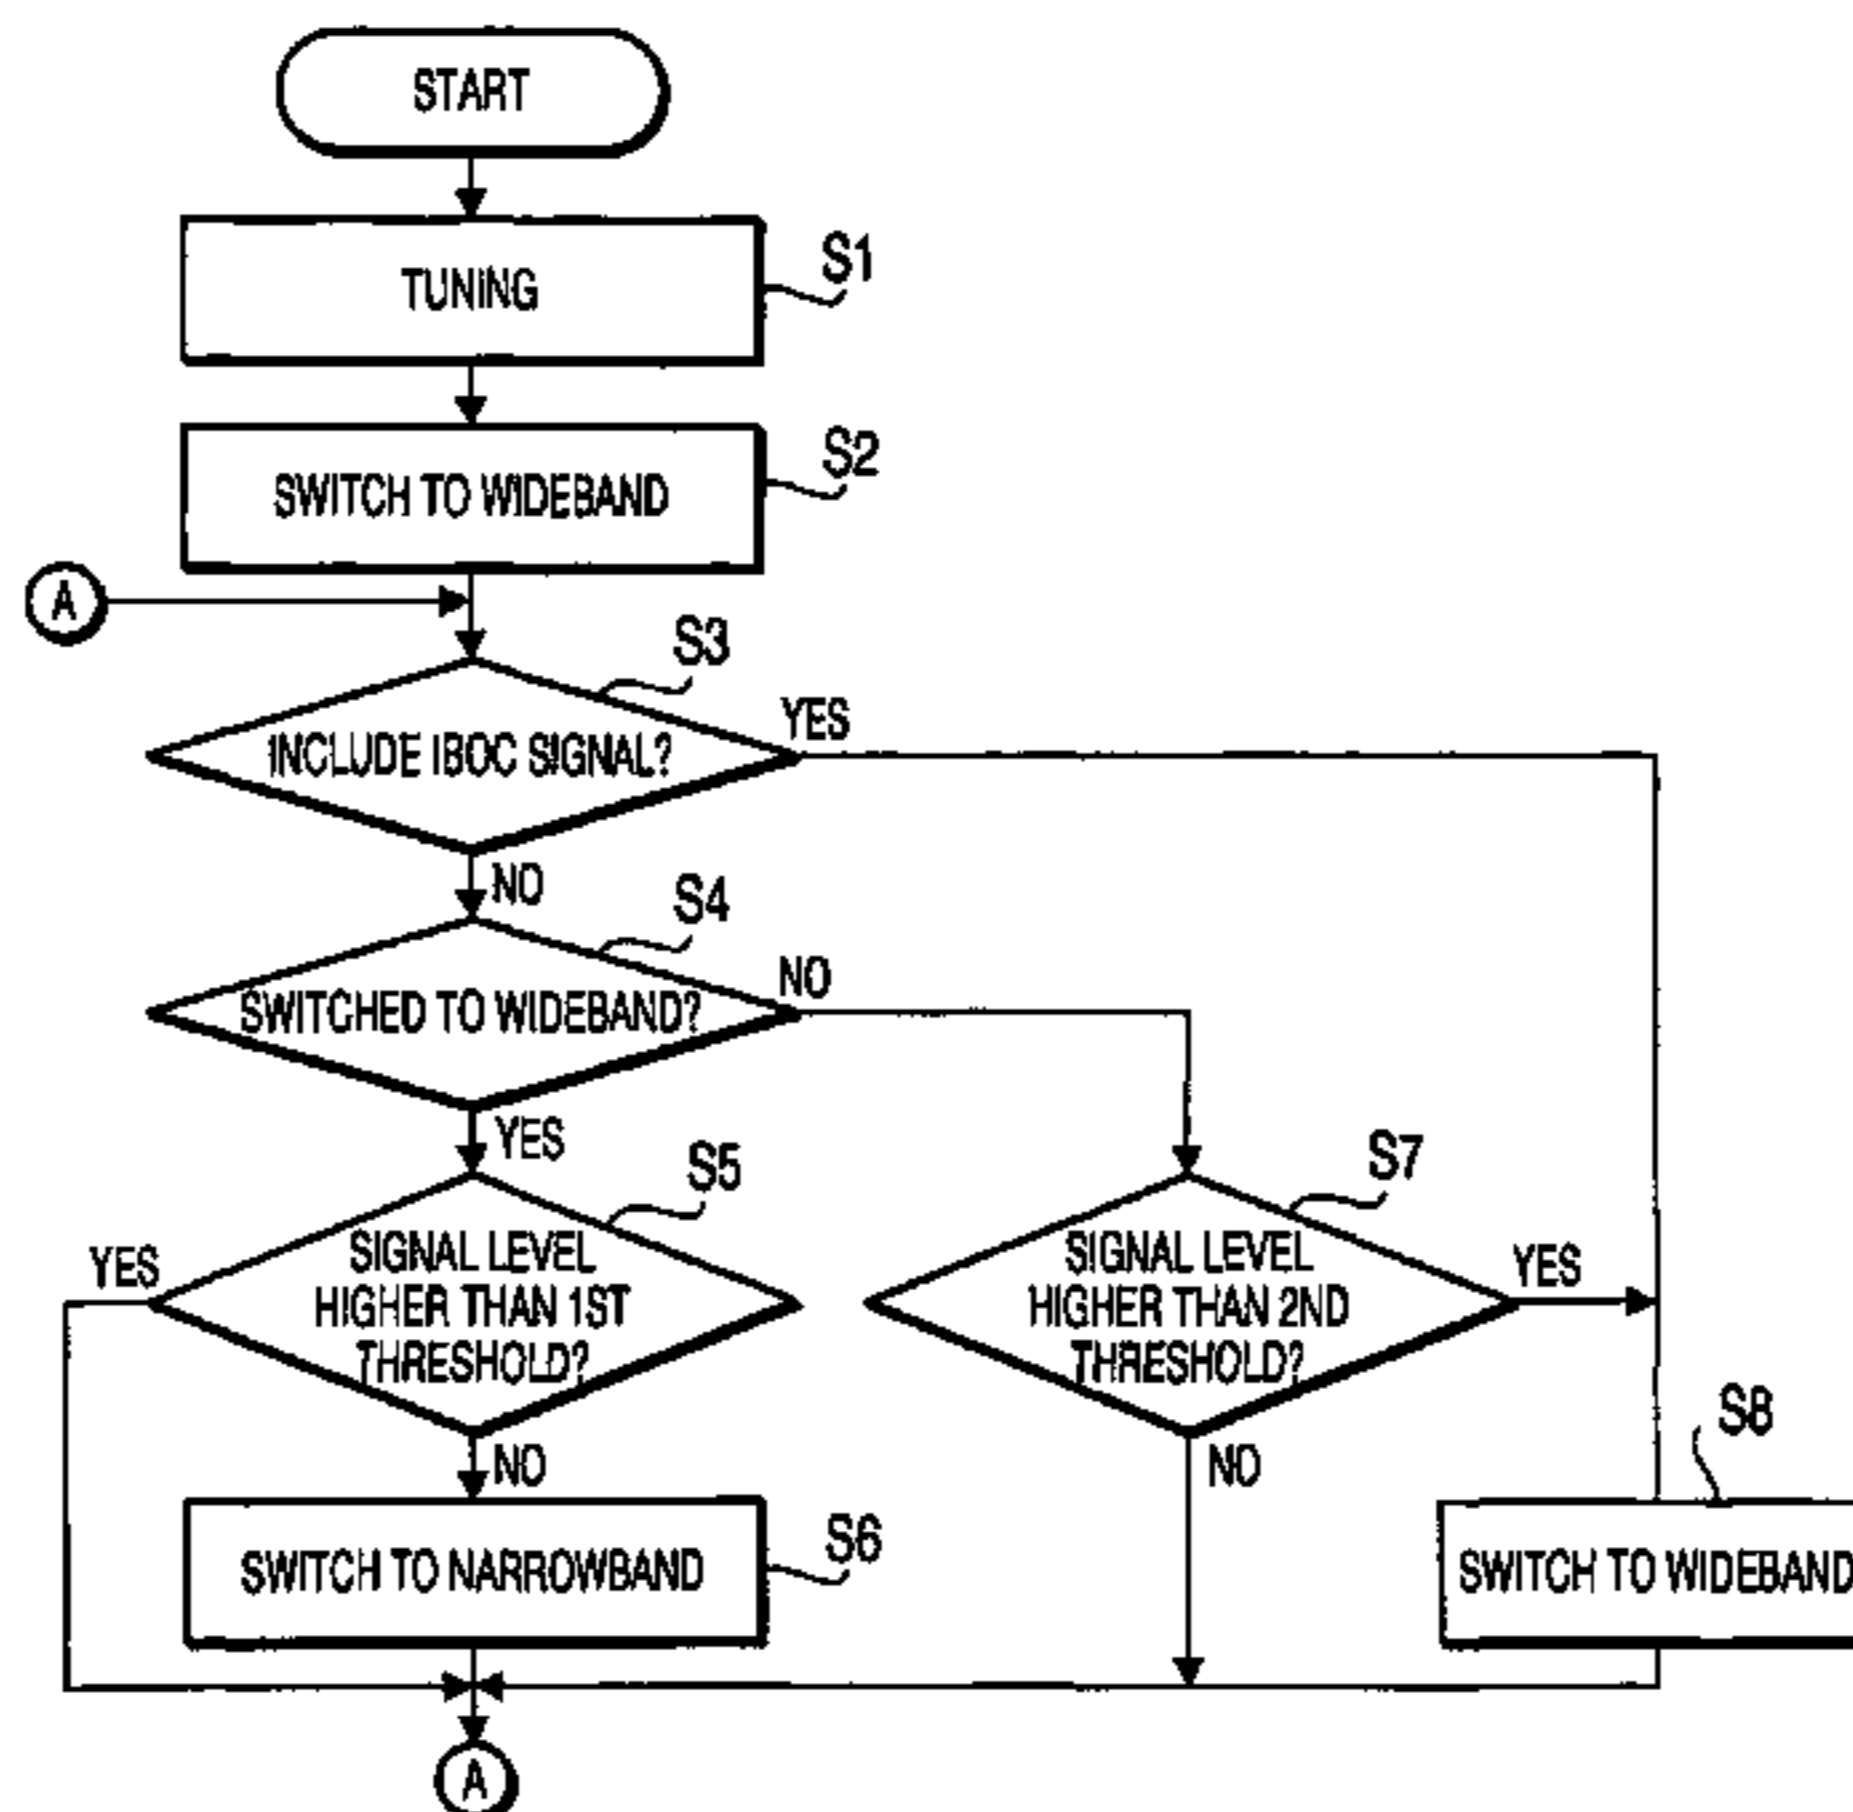 START
TUNING
S1
SWITCH TO WIDEBAND
S2
A
S3
INCLUDE IBOC SIGNAL?
YES
NO
S4
SWITCHED TO WIDEBAND?
NO
YES
S5
SIGNAL LEVEL
HIGHER THAN 1ST
THRESHOLD?
YES
NO
S7
SIGNAL LEVEL
HIGHER THAN 2ND
THRESHOLD?
YES
NO
SWITCH TO NARROWBAND
S6
S8
SWITCH TO WIDEBAND
A